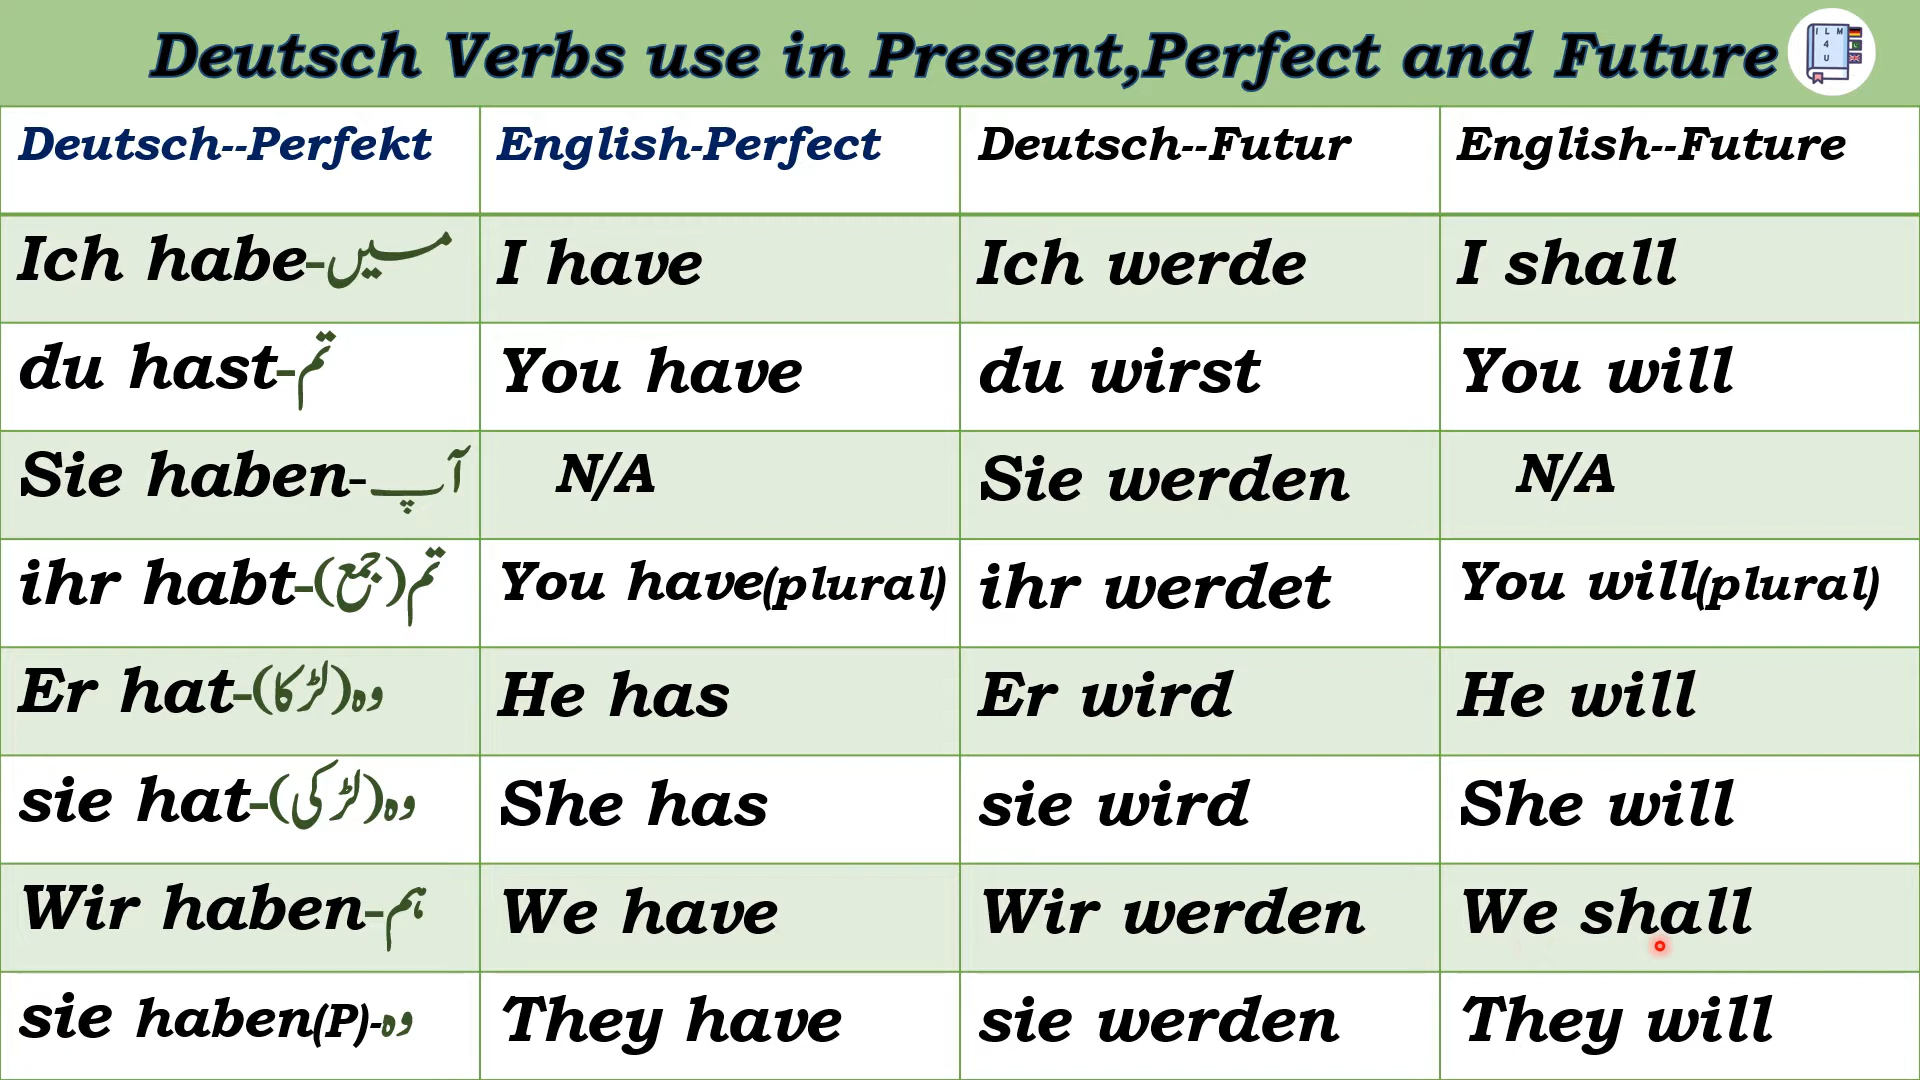 Deutsch Verbs use in Present,Perfect and Future
I L M
4
U
Deutsch--Perfekt English-Perfect Deutsch--Futur English--Future
Ich habe-میں I have Ich werde I shall
du hast-تم You have du wirst You will
Sie haben-آپ N/A Sie werden N/A
ihr habt-تم(جمع) You have(plural) ihr werdet You will(plural)
Er hat-وہ(لڑکا) He has Er wird He will
sie hat-وہ(لڑکی) She has sie wird She will
Wir haben-ہم We have Wir werden We shall
sie haben(P)-وہ They have sie werden They will